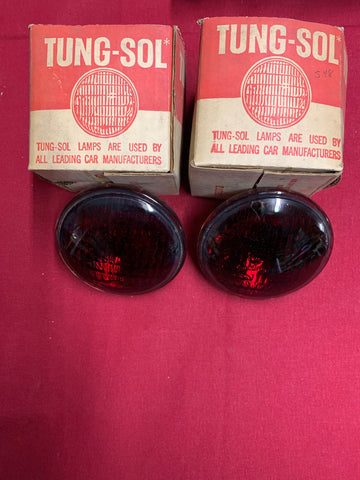 TUNG-SOL*
TUNG-SOL LAMPS ARE USED BY
ALL LEADING CAR MANUFACTURERS
TUNG-SOL*
548
TUNG-SOL LAMPS ARE USED BY
ALL LEADING CAR MANUFACTURERS